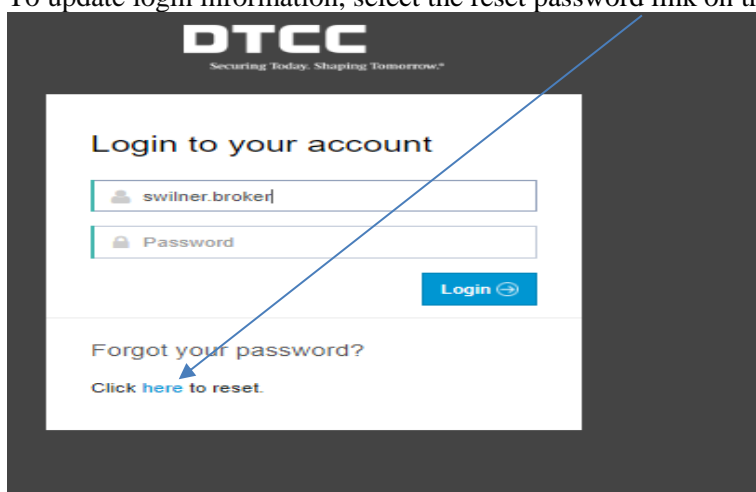 To update login information, select the reset password link on
DTCC
Securing Today. Shaping Tomorrow.®
Login to your account
swilner.broker
Password
Login
Forgot your password?
Click here to reset.